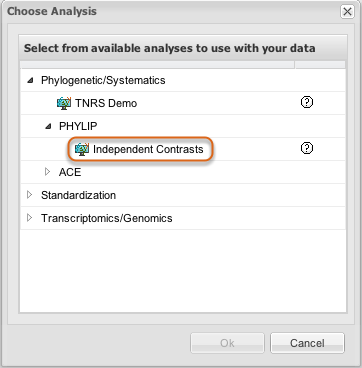 Choose Analysis
Select from available analyses to use with your data
Phylogenetic/Systematics
TNRS Demo
PHYLIP
Independent Contrasts
ACE
Standardization
Transcriptomics/Genomics
Ok
Cancel